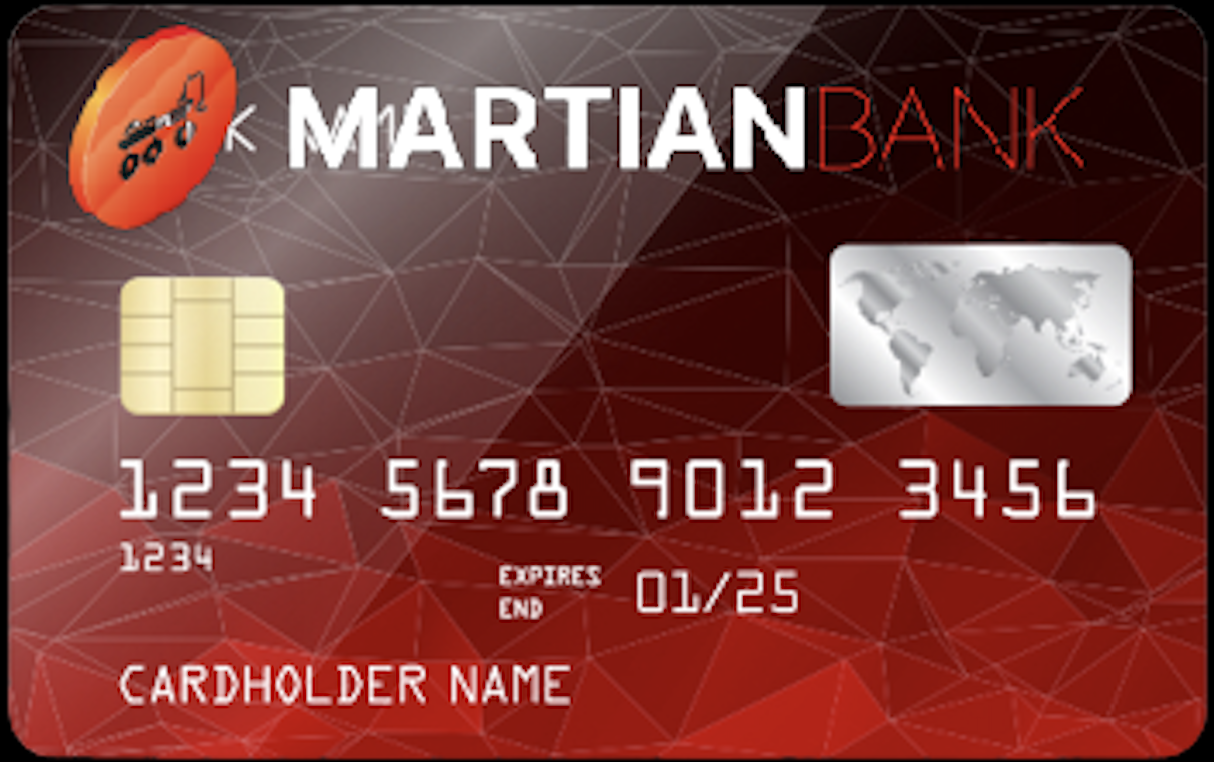 K MARTIANBANK
1234 5678 9012 3456
1234
EXPIRES END 01/25
CARDHOLDER NAME